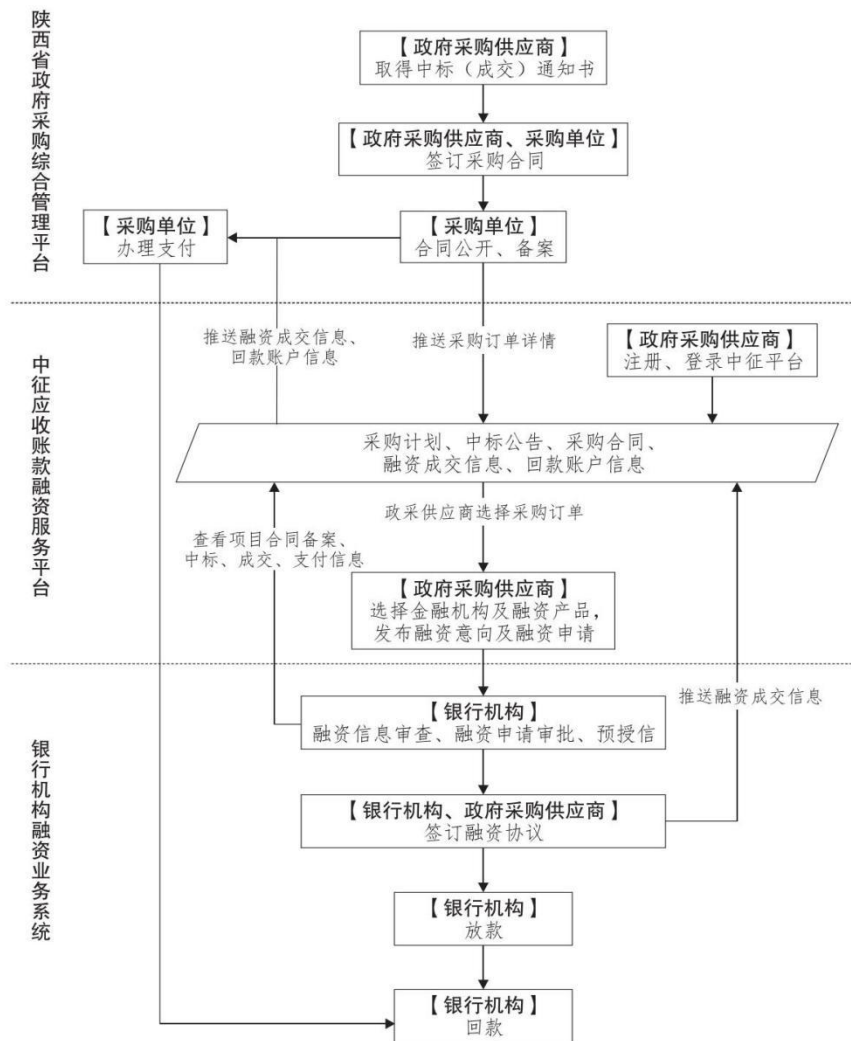 陕西省政府采购综合管理平台
【政府采购供应商】
取得中标（成交）通知书
【政府采购供应商、采购单位】
签订采购合同
【采购单位】
办理支付
【采购单位】
合同公开、备案
中征应收账款融资服务平台
推送融资成交信息、
回款账户信息
推送采购订单详情
【政府采购供应商】
注册、登录中征平台
采购计划、中标公告、采购合同、
融资成交信息、回款账户信息
政采供应商选择采购订单
查看项目合同备案、
中标、成交、支付信息
【政府采购供应商】
选择金融机构及融资产品，
发布融资意向及融资申请
银行机构融资业务系统
【银行机构】
融资信息审查、融资申请审批、预授信
推送融资成交信息
【银行机构、政府采购供应商】
签订融资协议
【银行机构】
放款
【银行机构】
回款